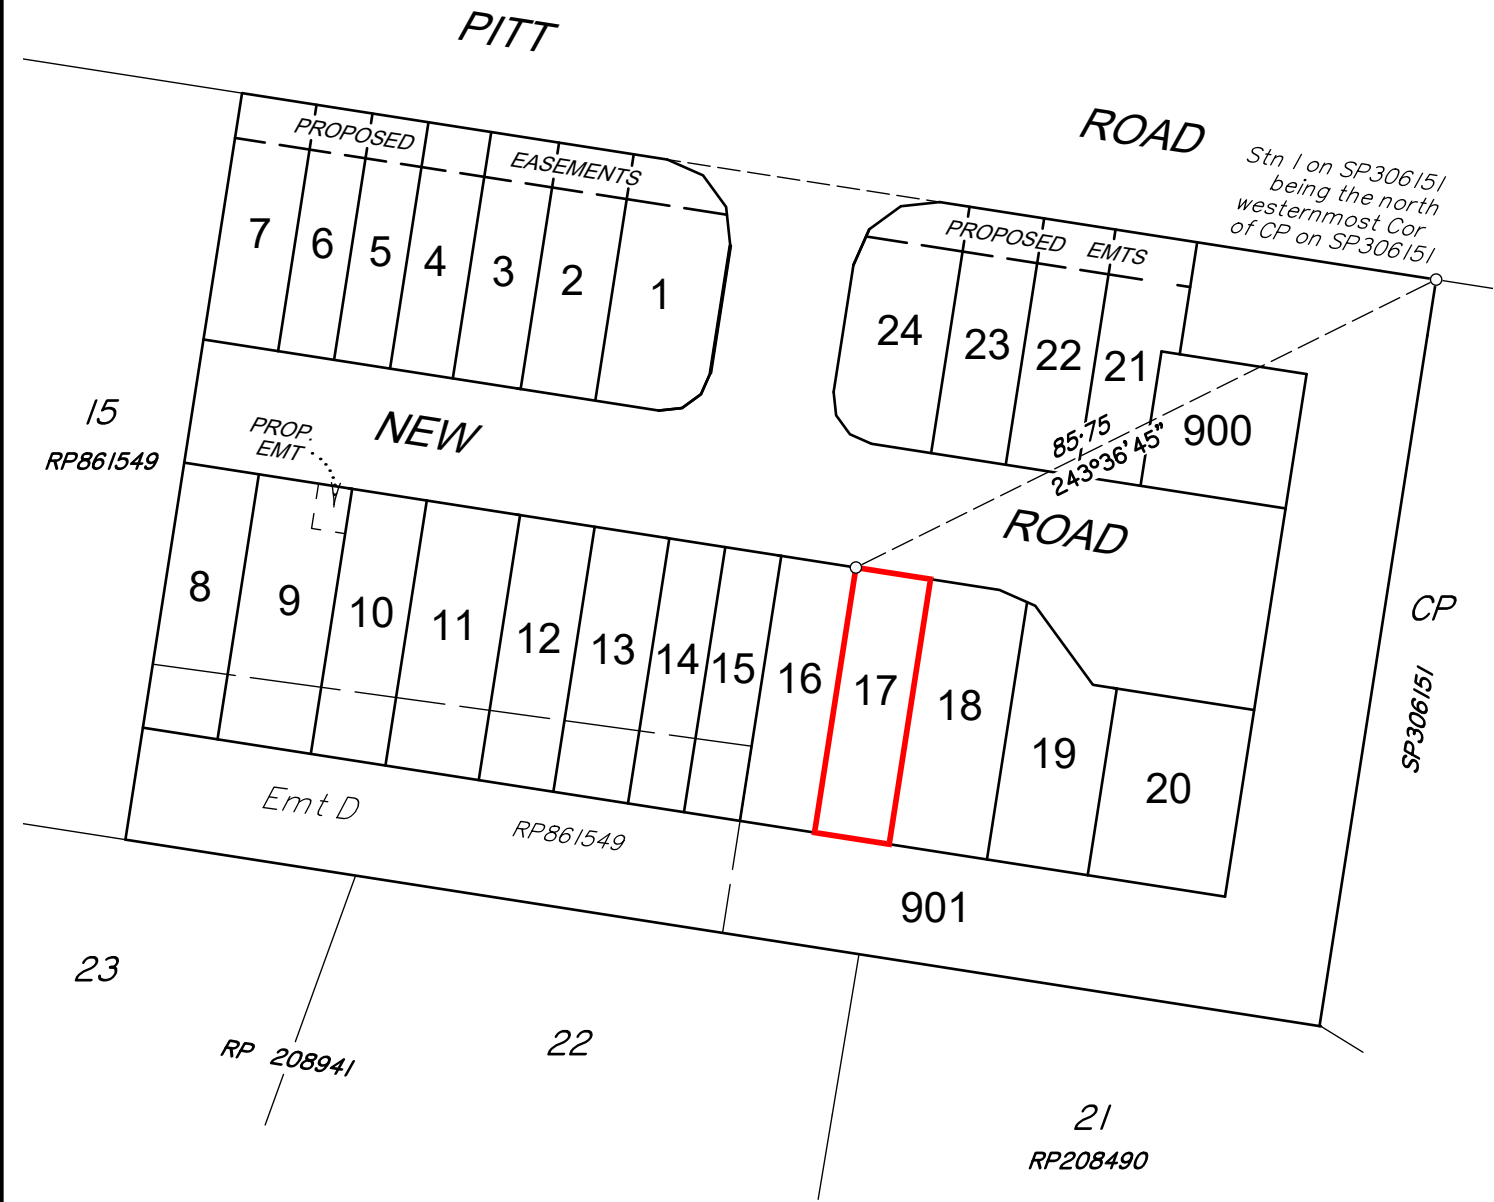 PITT
ROAD
Stn 1 on SP306151
being the north
westernmost Cor
of CP on SP306151
PROPOSED
EASEMENTS
PROPOSED EMTS
7
6
5
4
3
2
1
24
23
22
21
900
15
RP861549
PROP.
EMT
NEW
85·75
243°36'45"
ROAD
8
9
10
11
12
13
14
15
16
17
18
19
20
CP
SP306151
Emt D
RP861549
901
23
RP 208941
22
21
RP208490